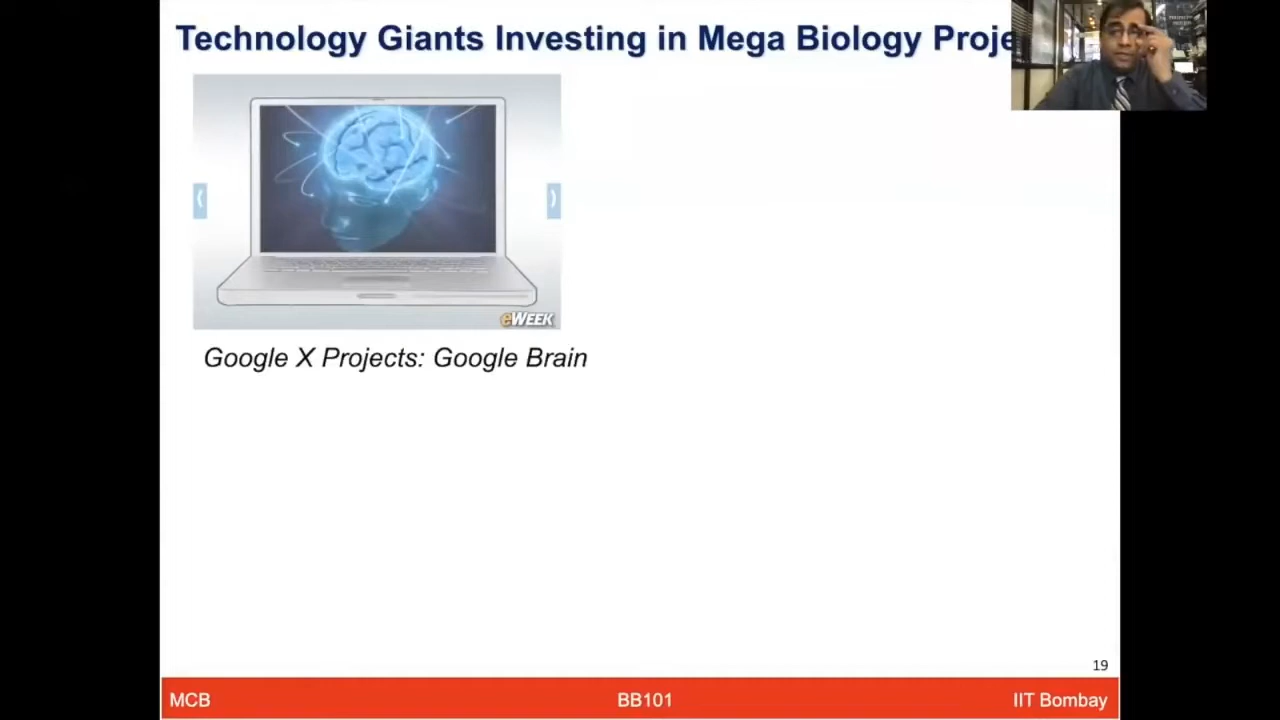 Technology Giants Investing in Mega Biology Proje
eWEEK
Google X Projects: Google Brain
19
MCB BB101 IIT Bombay